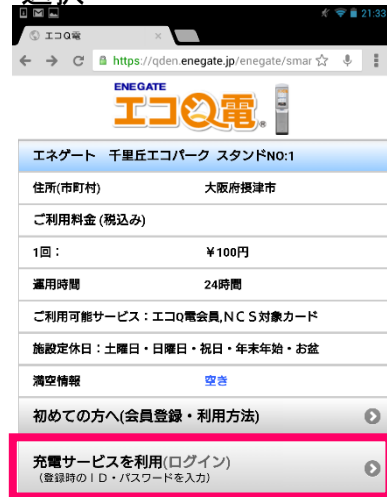 選択
21:33
エコQ電
https://qden.enegate.jp/enegate/smar
ENEGATE
エコQ電®
エネゲート 千里丘エコパーク スタンドNO:1
住所(市町村) 大阪府摂津市
ご利用料金(税込み)
1回： ￥100円
運用時間 24時間
ご利用可能サービス：エコQ電会員,ＮＣＳ対象カード
施設定休日：土曜日・日曜日・祝日・年末年始・お盆
満空情報 空き
初めての方へ(会員登録・利用方法)
充電サービスを利用(ログイン)
（登録時のＩＤ・パスワードを入力）